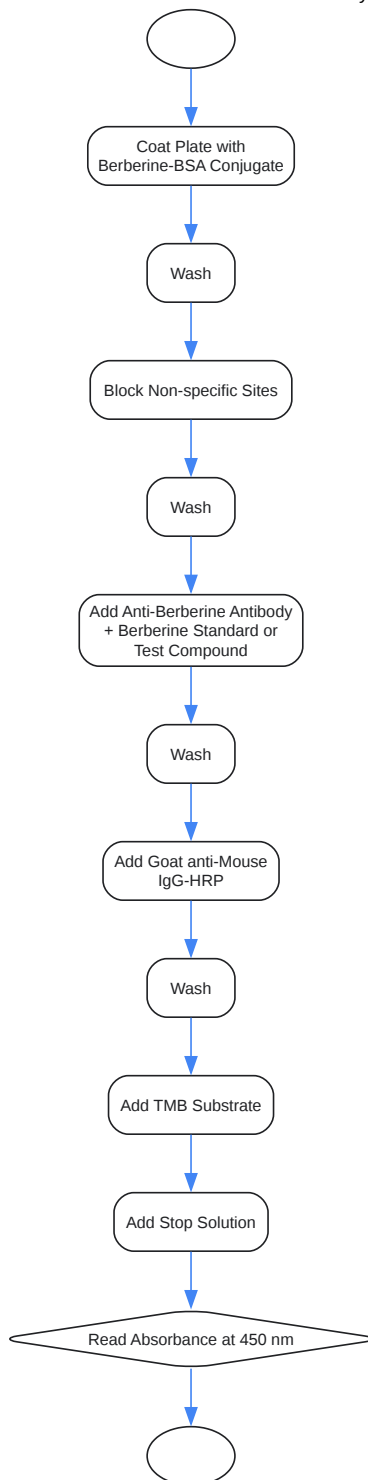 Coat Plate with
Berberine-BSA Conjugate
Wash
Block Non-specific Sites
Wash
Add Anti-Berberine Antibody
+ Berberine Standard or
Test Compound
Wash
Add Goat anti-Mouse
IgG-HRP
Wash
Add TMB Substrate
Add Stop Solution
Read Absorbance at 450 nm